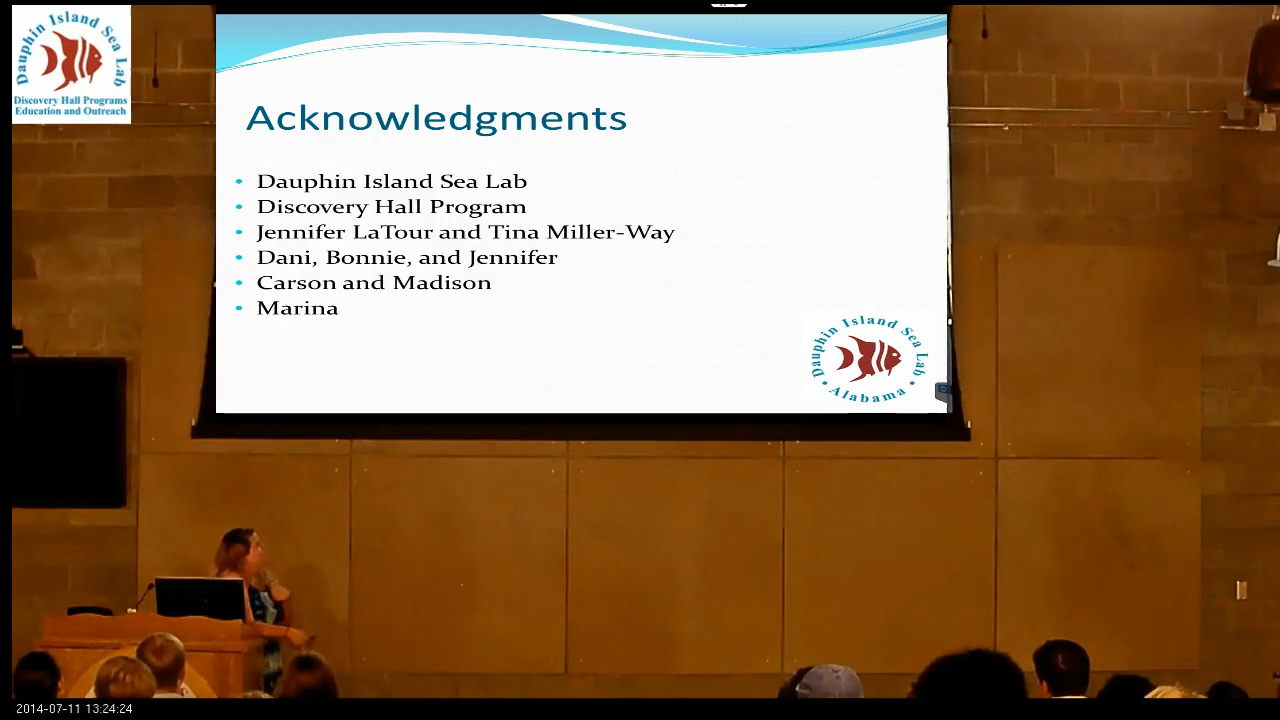 Dauphin Island Sea Lab
Discovery Hall Programs
Education and Outreach
Acknowledgments
• Dauphin Island Sea Lab
• Discovery Hall Program
• Jennifer LaTour and Tina Miller-Way
• Dani, Bonnie, and Jennifer
• Carson and Madison
• Marina
Dauphin Island Sea Lab
• Alabama •
2014-07-11 13:24:24